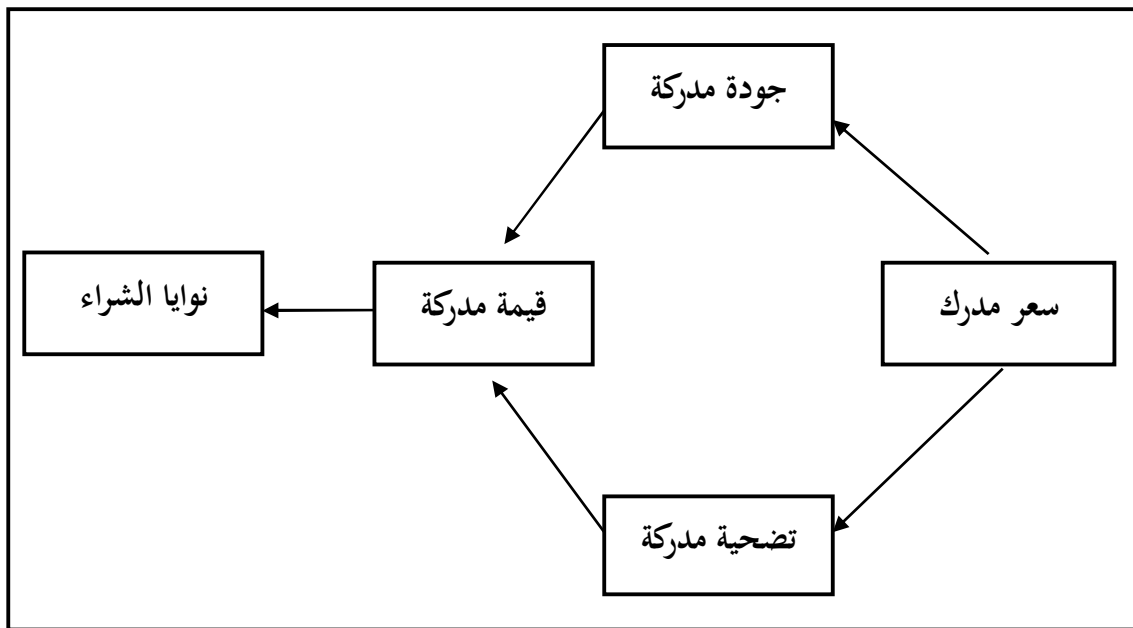 جودة مدركة
سعر مدرك
قيمة مدركة
نوايا الشراء
تضحية مدركة